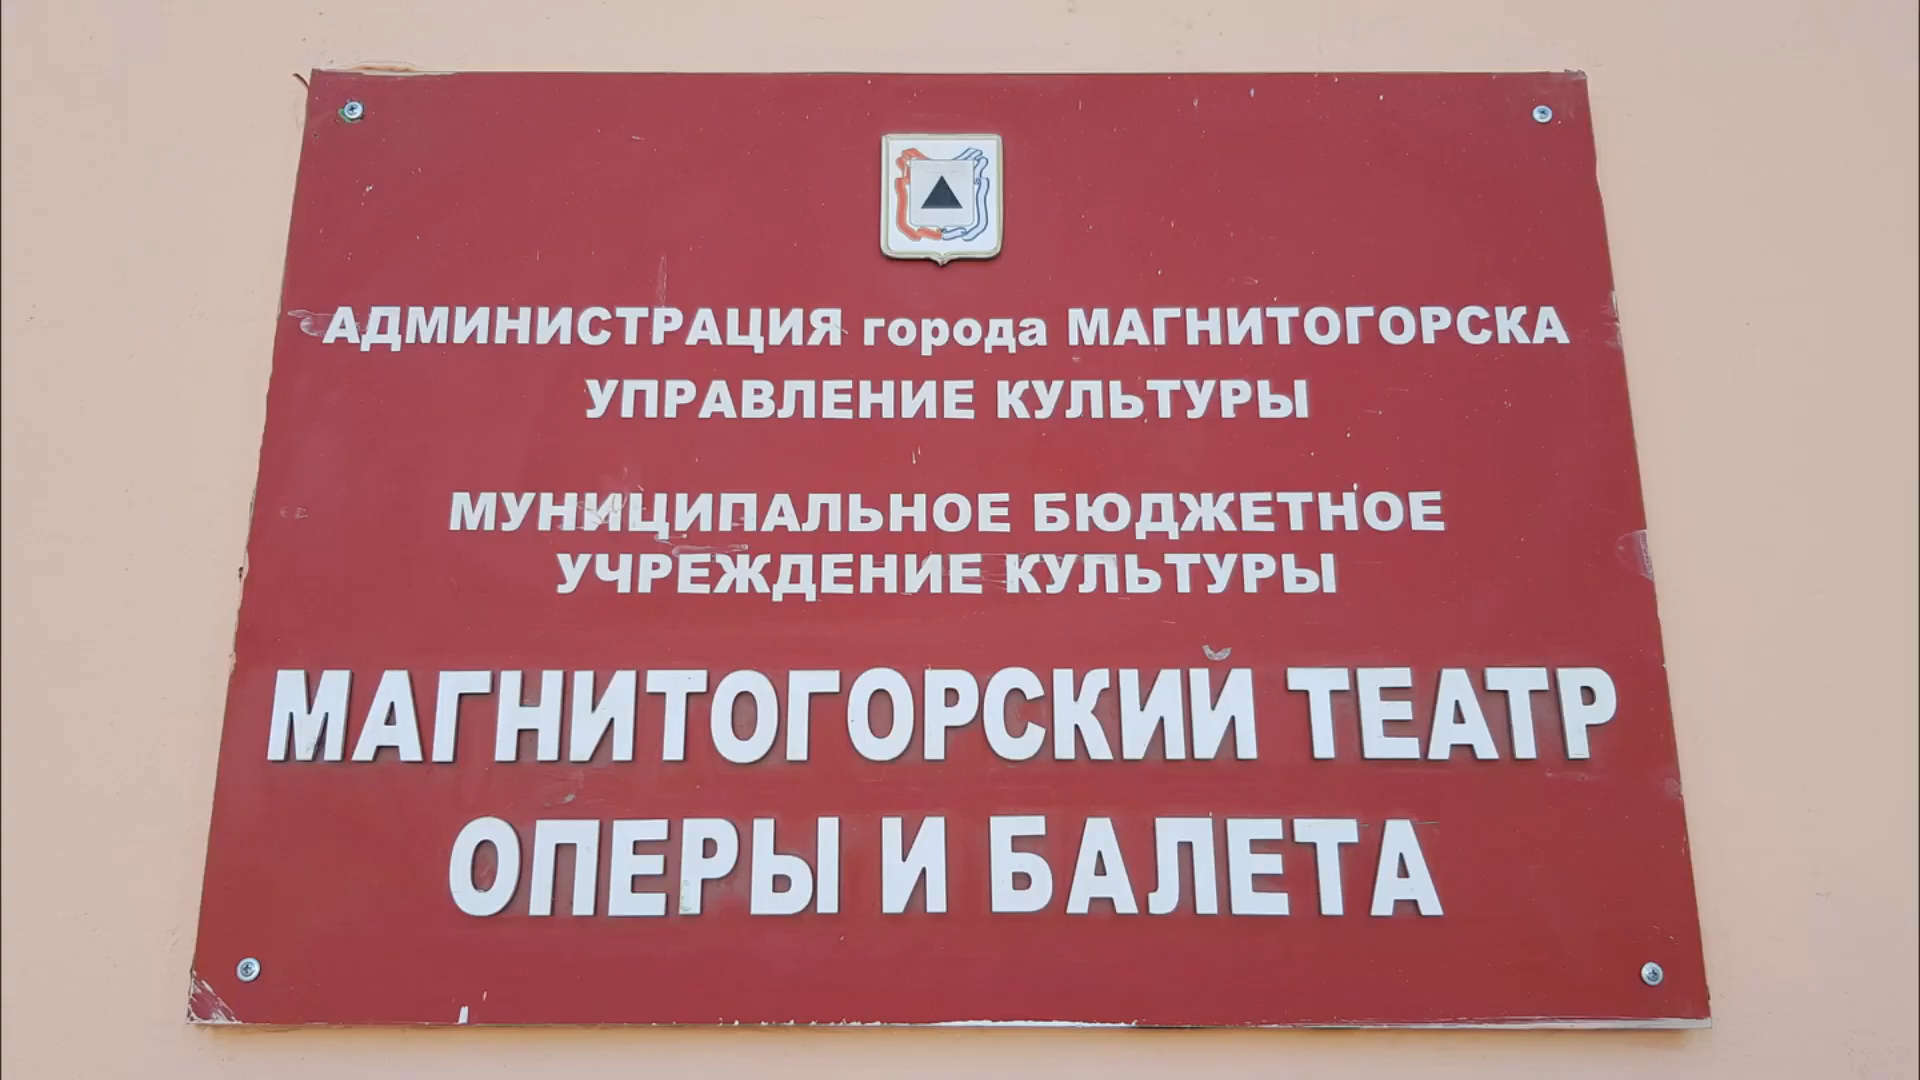 АДМИНИСТРАЦИЯ города МАГНИТОГОРСКА
УПРАВЛЕНИЕ КУЛЬТУРЫ
МУНИЦИПАЛЬНОЕ БЮДЖЕТНОЕ
УЧРЕЖДЕНИЕ КУЛЬТУРЫ
МАГНИТОГОРСКИЙ ТЕАТР
ОПЕРЫ И БАЛЕТА